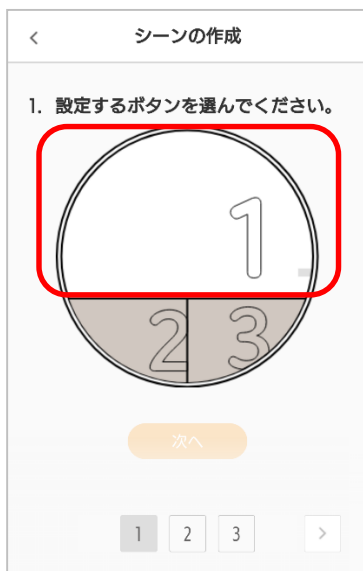 < シーンの作成
1. 設定するボタンを選んでください。
1
2 3
次へ
1 2 3 >